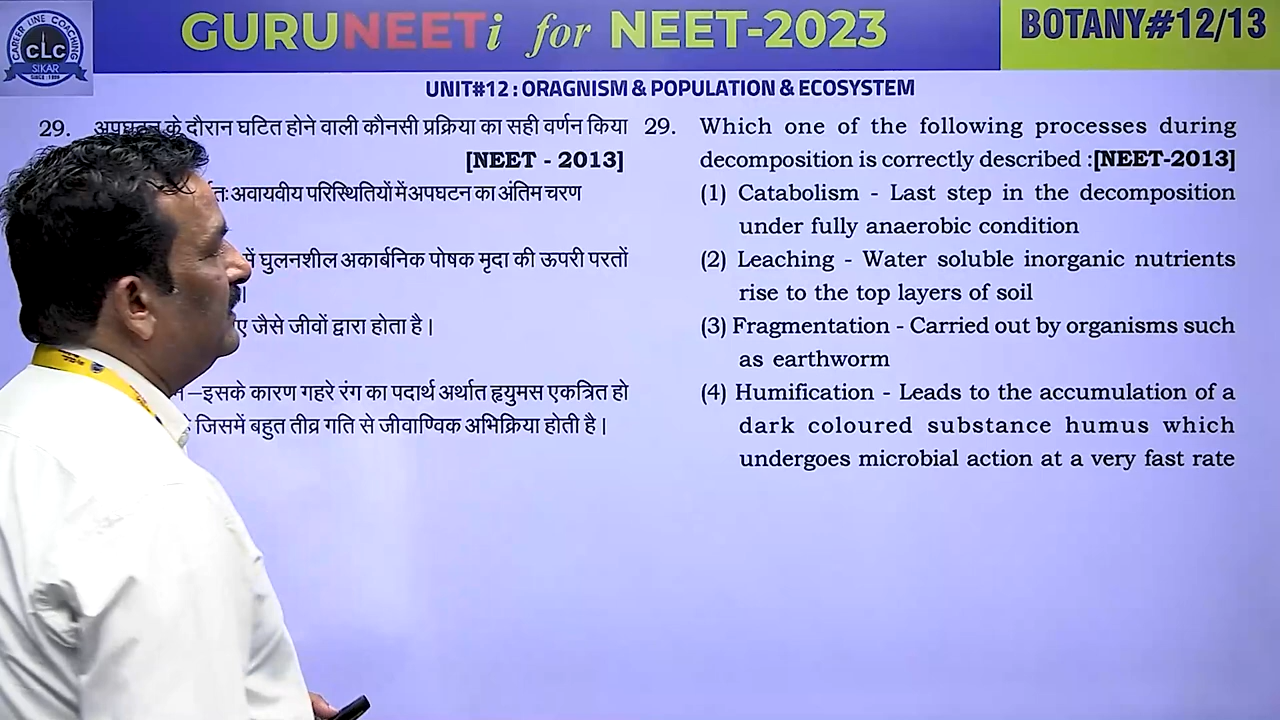 CAREER LINE COACHING
CLC
SIKAR
SINCE : 1996
GURUNEETi for NEET-2023
BOTANY#12/13
UNIT#12 : ORAGNISM & POPULATION & ECOSYSTEM
29. अपघटन के दौरान घटित होने वाली कौनसी प्रक्रिया का सही वर्णन किया
[NEET - 2013]
अवायवीय परिस्थितियों में अपघटन का अंतिम चरण
में घुलनशील अकार्बनिक पोषक मृदा की ऊपरी परतों
जैसे जीवों द्वारा होता है।
–इसके कारण गहरे रंग का पदार्थ अर्थात हृयुमस एकत्रित हो
जिसमें बहुत तीव्र गति से जीवाण्विक अभिक्रिया होती है।
29. Which one of the following processes during
decomposition is correctly described :[NEET-2013]
(1) Catabolism - Last step in the decomposition
under fully anaerobic condition
(2) Leaching - Water soluble inorganic nutrients
rise to the top layers of soil
(3) Fragmentation - Carried out by organisms such
as earthworm
(4) Humification - Leads to the accumulation of a
dark coloured substance humus which
undergoes microbial action at a very fast rate